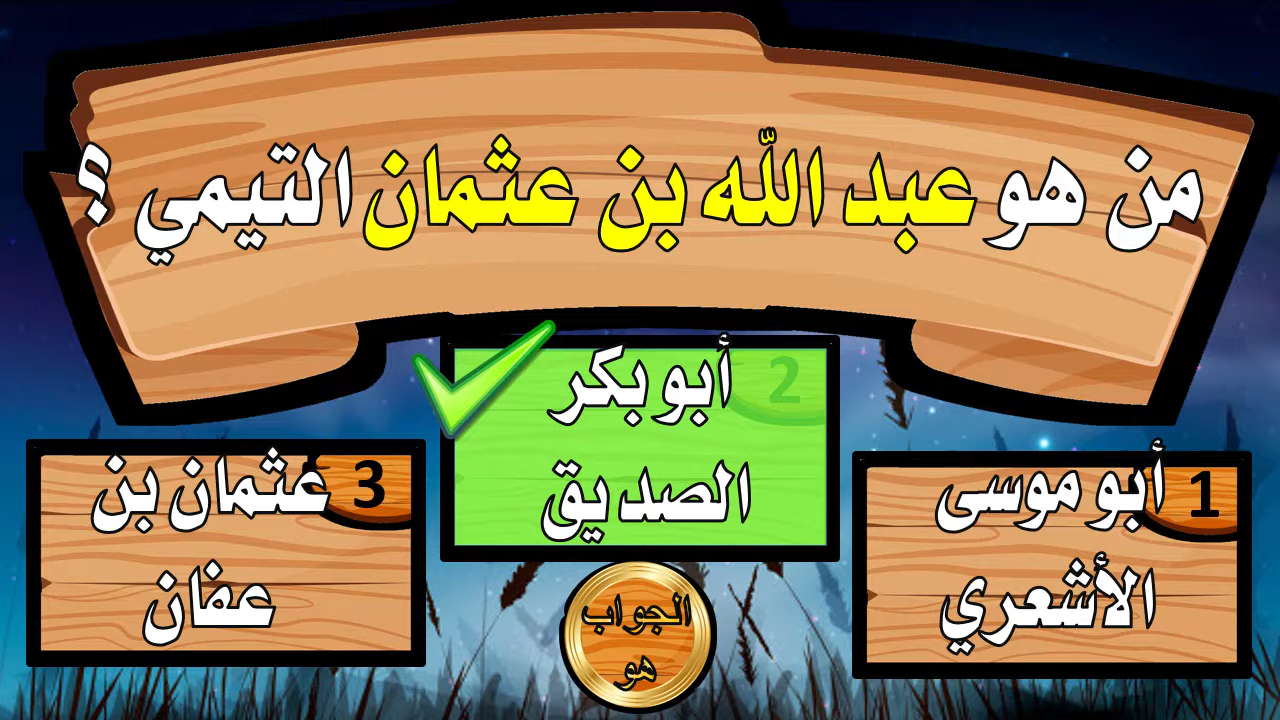 من هو عبد اللّه بن عثمان التيمي ؟
1
أبو موسى
الأشعري
2
أبو بكر
الصديق
3
عثمان بن
عفان
الجواب
هو